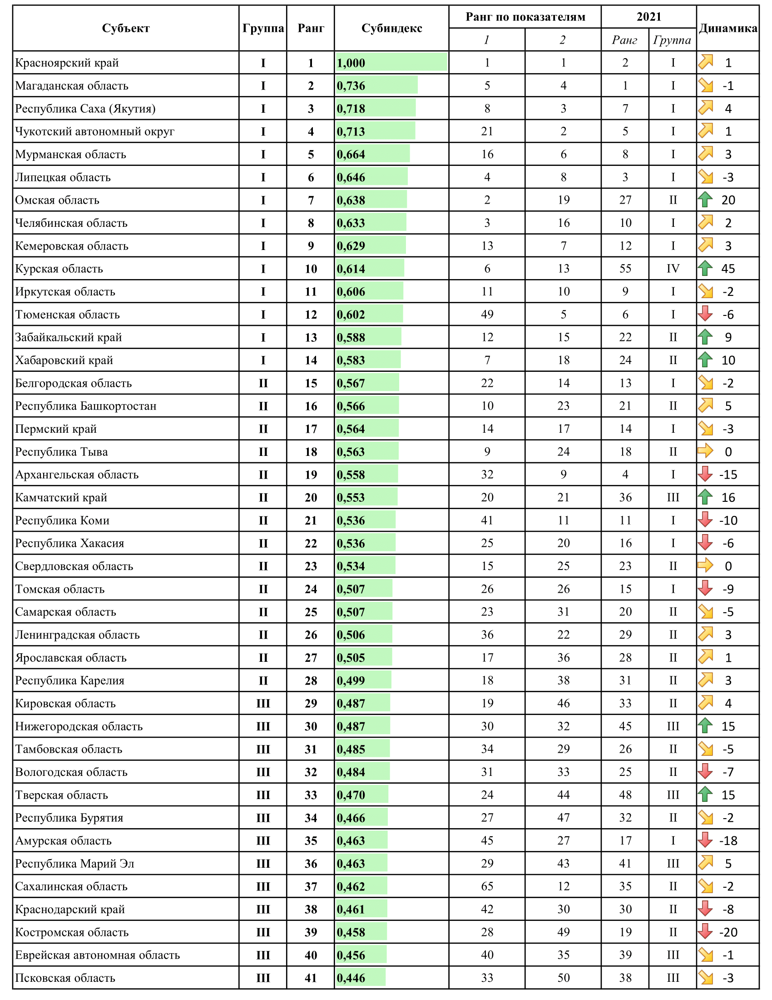 Субъект Группа Ранг Субиндекс Ранг по показателям 2021 Динамика
1 2 Ранг Группа
Красноярский край I 1 1,000 1 1 2 I 1
Магаданская область I 2 0,736 5 4 1 I -1
Республика Саха (Якутия) I 3 0,718 8 3 7 I 4
Чукотский автономный округ I 4 0,713 21 2 5 I 1
Мурманская область I 5 0,664 16 6 8 I 3
Липецкая область I 6 0,646 4 8 3 I -3
Омская область I 7 0,638 2 19 27 II 20
Челябинская область I 8 0,633 3 16 10 I 2
Кемеровская область I 9 0,629 13 7 12 I 3
Курская область I 10 0,614 6 13 55 IV 45
Иркутская область I 11 0,606 11 10 9 I -2
Тюменская область I 12 0,602 49 5 6 I -6
Забайкальский край I 13 0,588 12 15 22 II 9
Хабаровский край I 14 0,583 7 18 24 II 10
Белгородская область II 15 0,567 22 14 13 I -2
Республика Башкортостан II 16 0,566 10 23 21 II 5
Пермский край II 17 0,564 14 17 14 I -3
Республика Тыва II 18 0,563 9 24 18 II 0
Архангельская область II 19 0,558 32 9 4 I -15
Камчатский край II 20 0,553 20 21 36 III 16
Республика Коми II 21 0,536 41 11 11 I -10
Республика Хакасия II 22 0,536 25 20 16 I -6
Свердловская область II 23 0,534 15 25 23 II 0
Томская область II 24 0,507 26 26 15 I -9
Самарская область II 25 0,507 23 31 20 II -5
Ленинградская область II 26 0,506 36 22 29 II 3
Ярославская область II 27 0,505 17 36 28 II 1
Республика Карелия II 28 0,499 18 38 31 II 3
Кировская область III 29 0,487 19 46 33 II 4
Нижегородская область III 30 0,487 30 32 45 III 15
Тамбовская область III 31 0,485 34 29 26 II -5
Вологодская область III 32 0,484 31 33 25 II -7
Тверская область III 33 0,470 24 44 48 III 15
Республика Бурятия III 34 0,466 27 47 32 II -2
Амурская область III 35 0,463 45 27 17 I -18
Республика Марий Эл III 36 0,463 29 43 41 III 5
Сахалинская область III 37 0,462 65 12 35 II -2
Краснодарский край III 38 0,461 42 30 30 II -8
Костромская область III 39 0,458 28 49 19 II -20
Еврейская автономная область III 40 0,456 40 35 39 III -1
Псковская область III 41 0,446 33 50 38 III -3